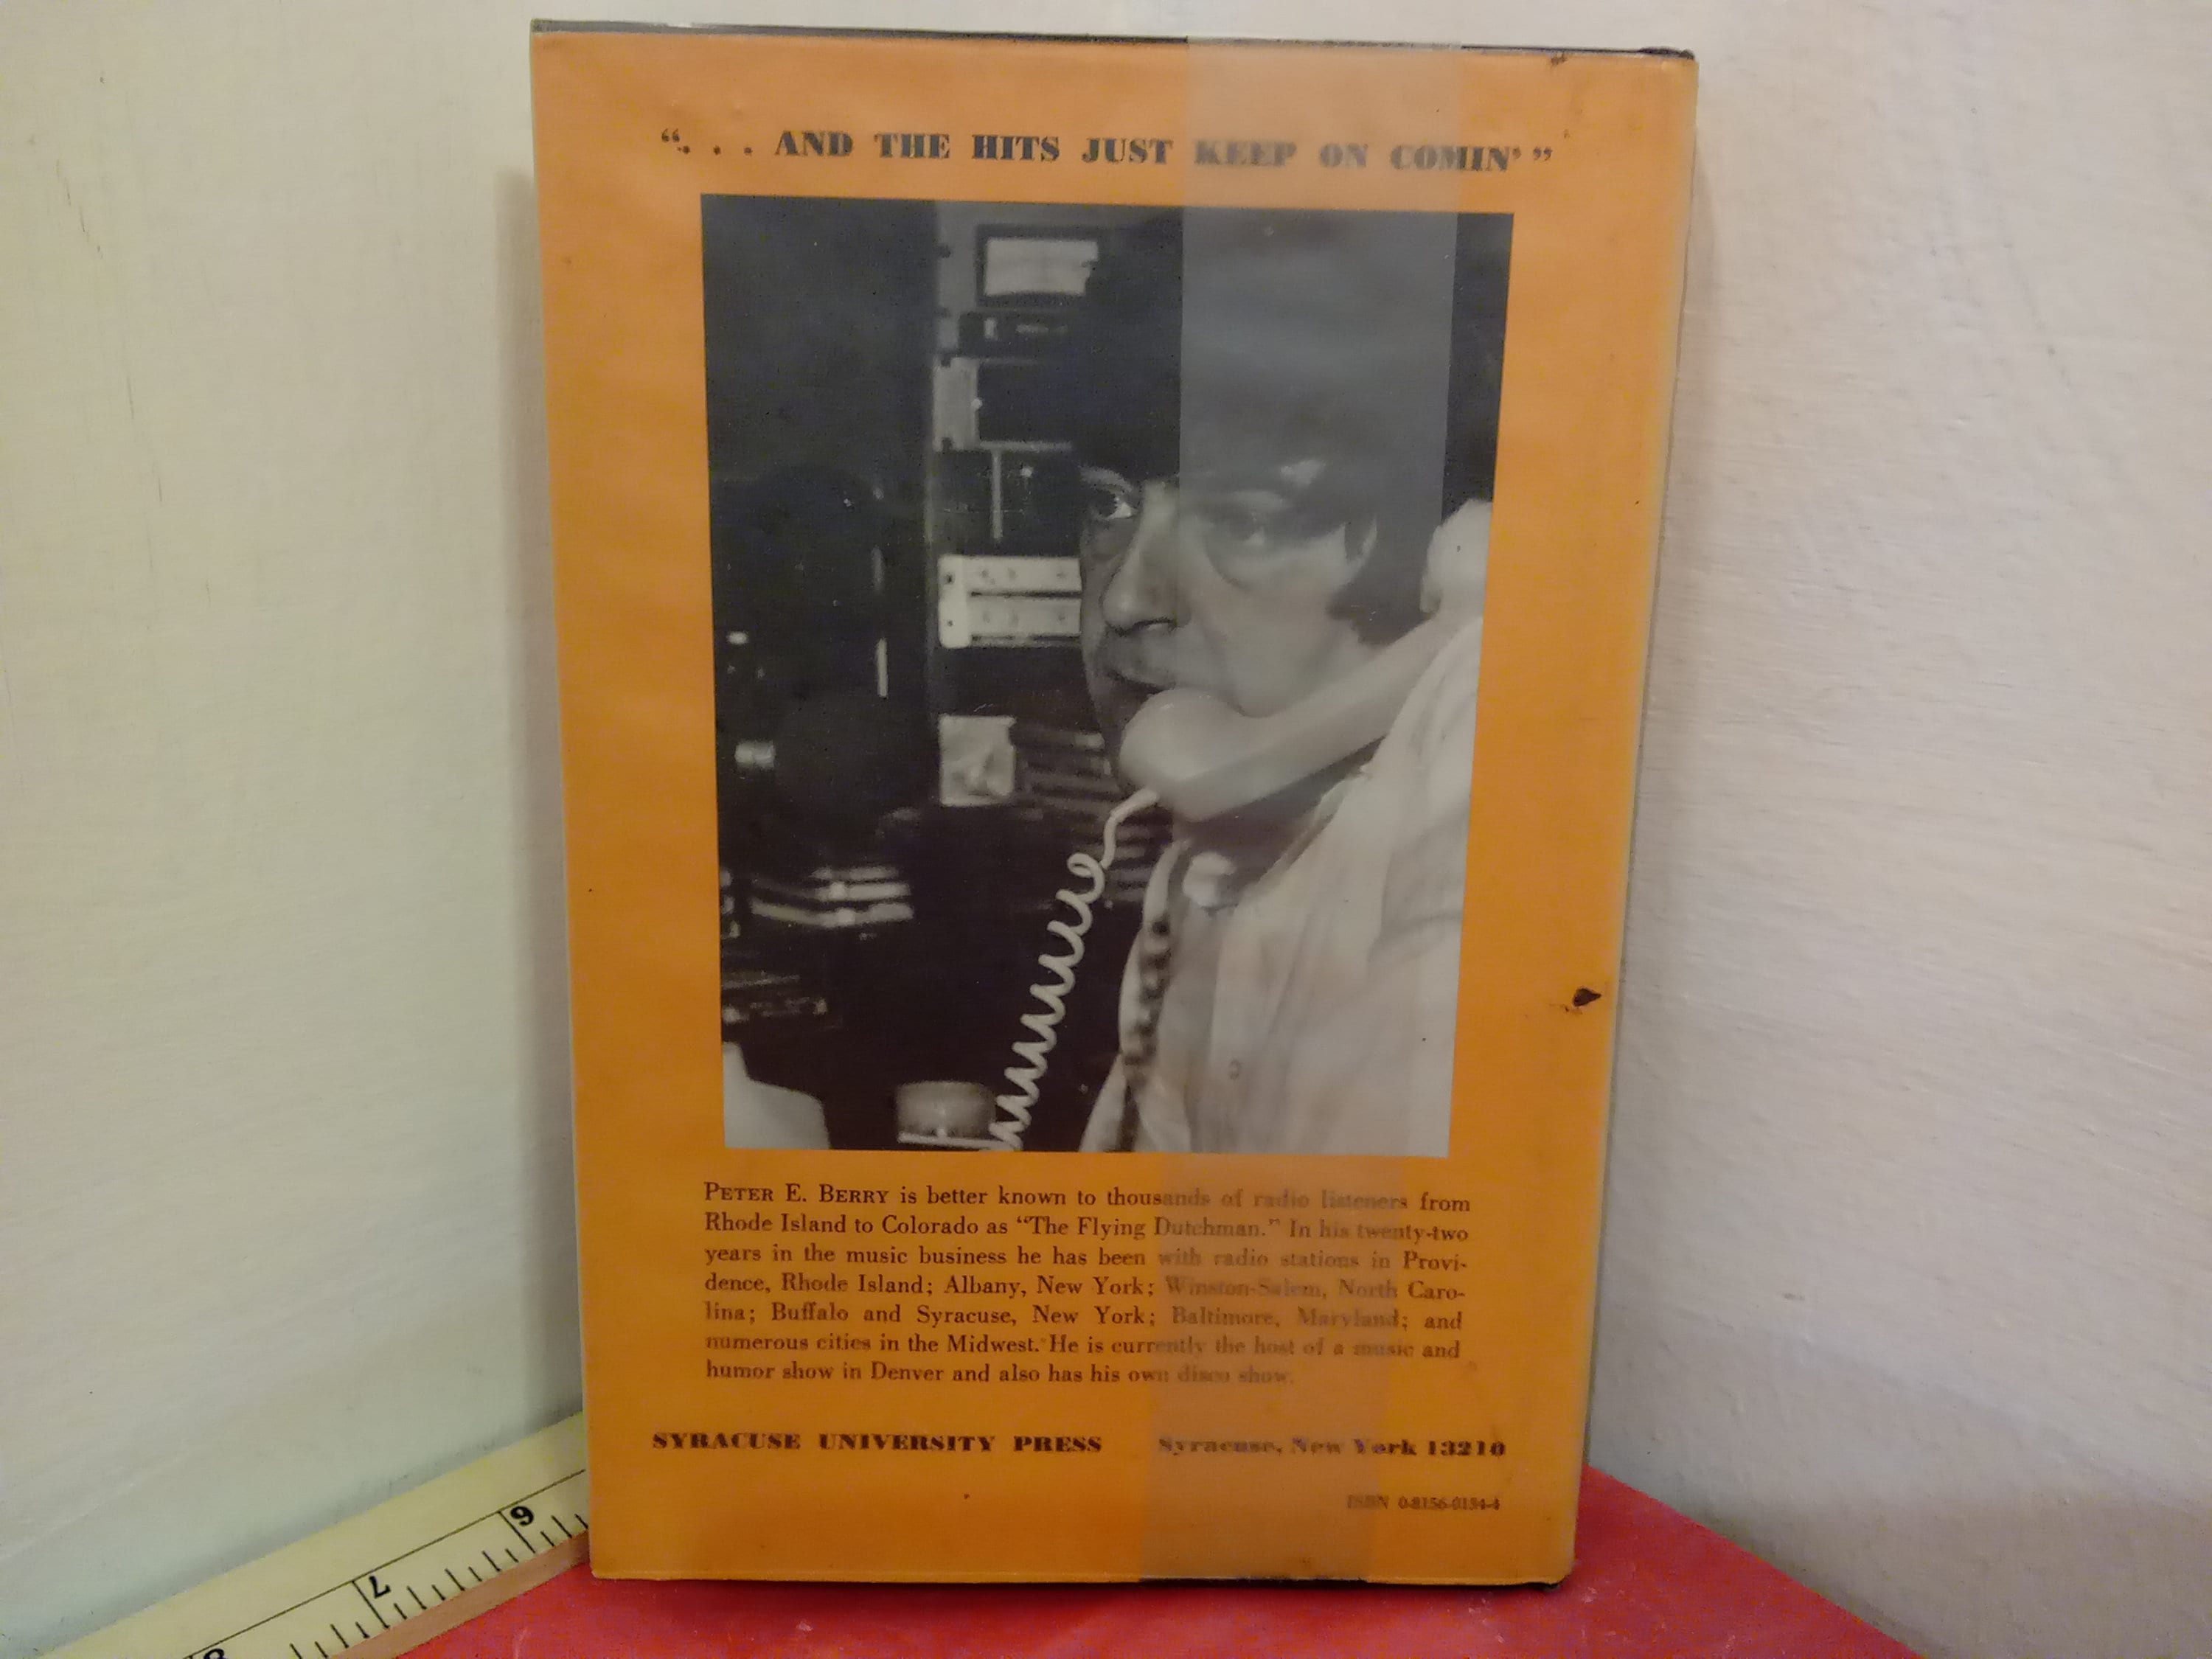 “. . . AND THE HITS JUST KEEP ON COMIN’”
PETER E. BERRY is better known to thousands of radio listeners from
Rhode Island to Colorado as “The Flying Dutchman.” In his twenty-two
years in the music business he has been with radio stations in Provi-
dence, Rhode Island; Albany, New York; Winston-Salem, North Caro-
lina; Buffalo and Syracuse, New York; Baltimore, Maryland; and
numerous cities in the Midwest. He is currently the host of a music and
humor show in Denver and also has his own disco show.
SYRACUSE UNIVERSITY PRESS Syracuse, New York 13210
ISBN 0-8156-0134-4
6
7
8